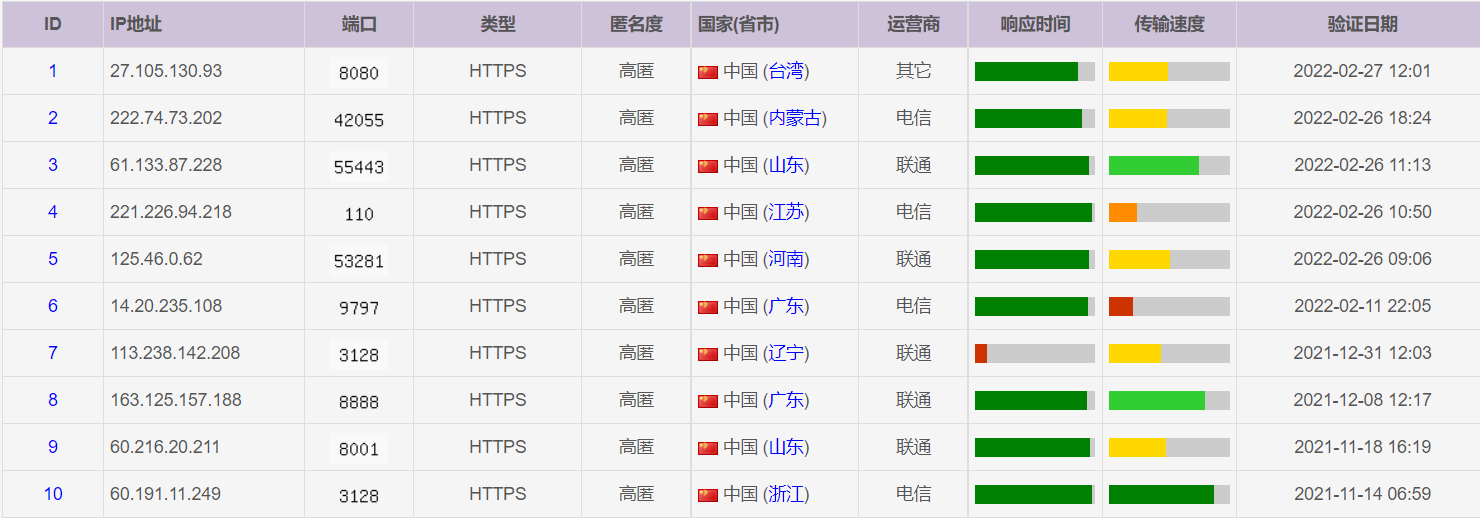 ID IP地址 端口 类型 匿名度 国家(省市) 运营商 响应时间 传输速度 验证日期
1 27.105.130.93 8080 HTTPS 高匿 中国 (台湾) 其它 2022-02-27 12:01
2 222.74.73.202 42055 HTTPS 高匿 中国 (内蒙古) 电信 2022-02-26 18:24
3 61.133.87.228 55443 HTTPS 高匿 中国 (山东) 联通 2022-02-26 11:13
4 221.226.94.218 110 HTTPS 高匿 中国 (江苏) 电信 2022-02-26 10:50
5 125.46.0.62 53281 HTTPS 高匿 中国 (河南) 联通 2022-02-26 09:06
6 14.20.235.108 9797 HTTPS 高匿 中国 (广东) 电信 2022-02-11 22:05
7 113.238.142.208 3128 HTTPS 高匿 中国 (辽宁) 联通 2021-12-31 12:03
8 163.125.157.188 8888 HTTPS 高匿 中国 (广东) 联通 2021-12-08 12:17
9 60.216.20.211 8001 HTTPS 高匿 中国 (山东) 联通 2021-11-18 16:19
10 60.191.11.249 3128 HTTPS 高匿 中国 (浙江) 电信 2021-11-14 06:59